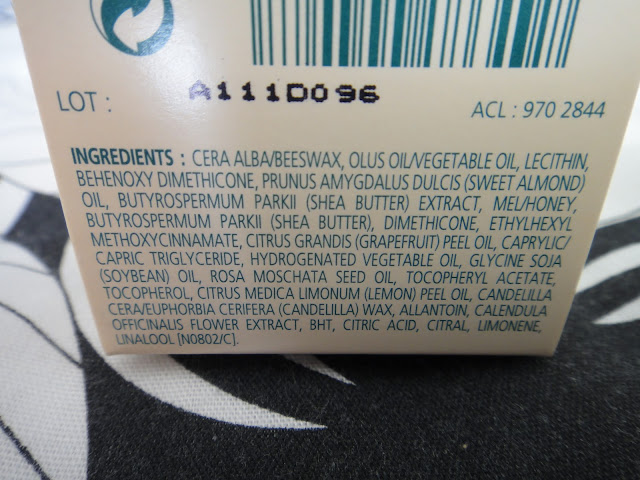 LOT : A111D096 ACL : 970 2844
INGREDIENTS : CERA ALBA/BEESWAX, OLUS OIL/VEGETABLE OIL, LECITHIN,
BEHENOXY DIMETHICONE, PRUNUS AMYGDALUS DULCIS (SWEET ALMOND)
OIL, BUTYROSPERMUM PARKII (SHEA BUTTER) EXTRACT, MEL/HONEY,
BUTYROSPERMUM PARKII (SHEA BUTTER), DIMETHICONE, ETHYLHEXYL
METHOXYCINNAMATE, CITRUS GRANDIS (GRAPEFRUIT) PEEL OIL, CAPRYLIC/
CAPRIC TRIGLYCERIDE, HYDROGENATED VEGETABLE OIL, GLYCINE SOJA
(SOYBEAN) OIL, ROSA MOSCHATA SEED OIL, TOCOPHERYL ACETATE,
TOCOPHEROL, CITRUS MEDICA LIMONUM (LEMON) PEEL OIL, CANDELILLA
CERA/EUPHORBIA CERIFERA (CANDELILLA) WAX, ALLANTOIN, CALENDULA
OFFICINALIS FLOWER EXTRACT, BHT, CITRIC ACID, CITRAL, LIMONENE,
LINALOOL [N0802/C].